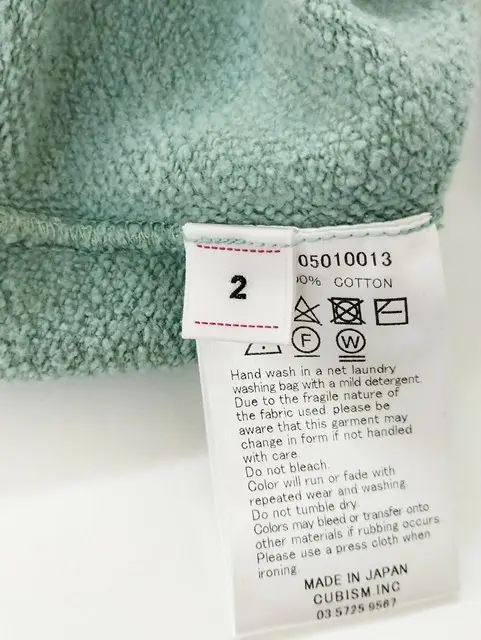 2
05010013
0% COTTON
F
W
Hand wash in a net laundry
washing bag with a mild detergent.
Due to the fragile nature of
the fabric used please be
aware that this garment may
change in form if not handled
with care.
Do not bleach.
Color will run or fade with
repeated wear and washing.
Do not tumble dry.
Colors may bleed or transfer onto
other materials if rubbing occurs.
Please use a press cloth when
ironing.
MADE IN JAPAN
CUBISM.INC
03 5725 9567